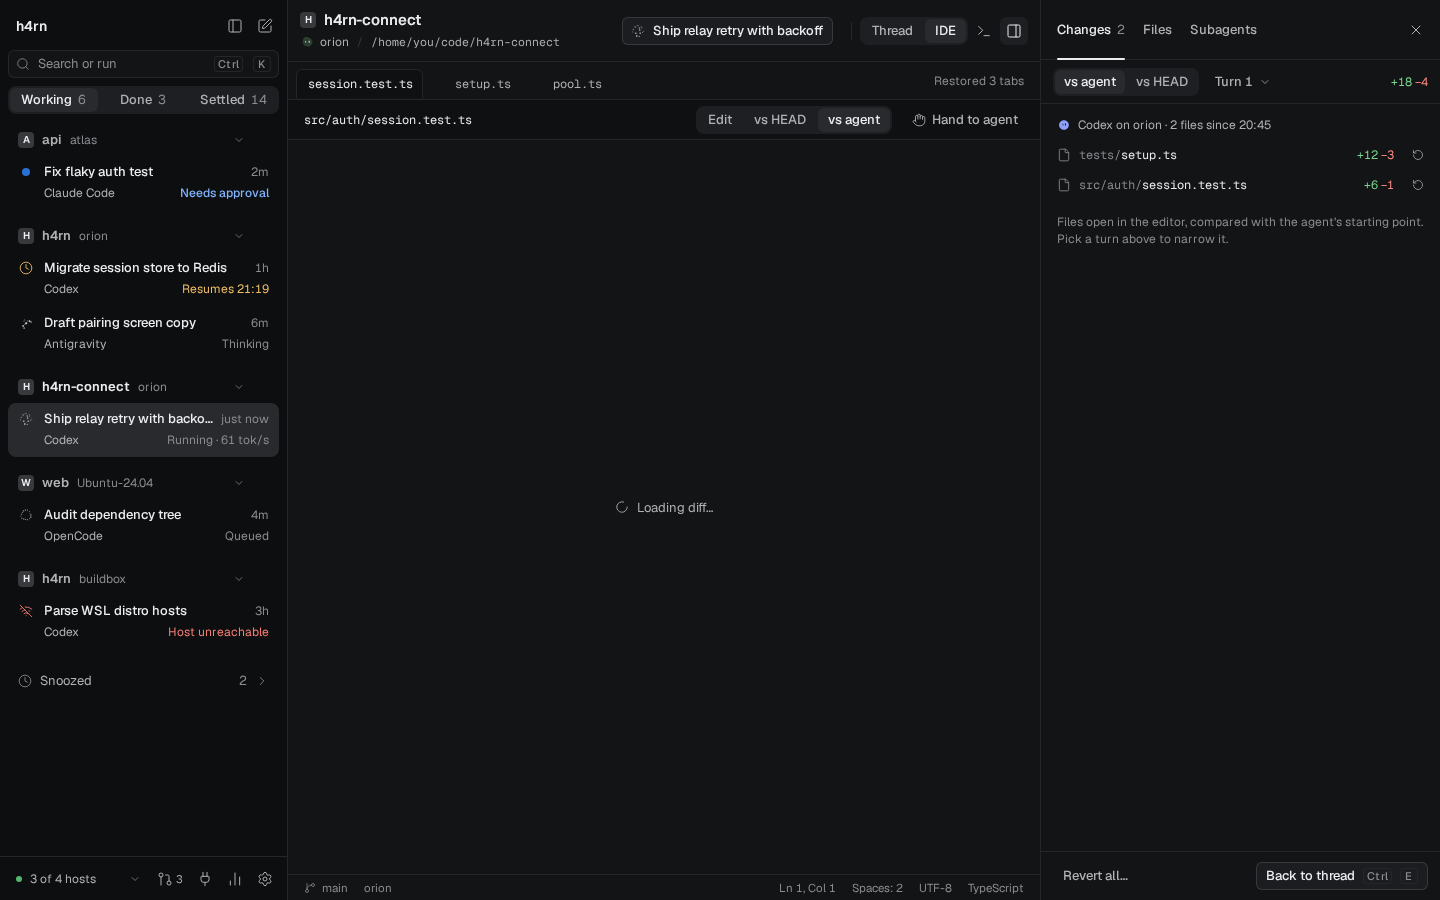 h4rn
Search or run Ctrl K
Working 6 Done 3 Settled 14
A api atlas
Fix flaky auth test 2m
Claude Code Needs approval
H h4rn orion
Migrate session store to Redis 1h
Codex Resumes 21:19
Draft pairing screen copy 6m
Antigravity Thinking
H h4rn-connect orion
Ship relay retry with backo... just now
Codex Running · 61 tok/s
W web Ubuntu-24.04
Audit dependency tree 4m
OpenCode Queued
H h4rn buildbox
Parse WSL distro hosts 3h
Codex Host unreachable
Snoozed 2
3 of 4 hosts 3
H h4rn-connect
orion / /home/you/code/h4rn-connect
Ship relay retry with backoff Thread IDE
session.test.ts setup.ts pool.ts Restored 3 tabs
src/auth/session.test.ts Edit vs HEAD vs agent Hand to agent
Loading diff...
main orion Ln 1, Col 1 Spaces: 2 UTF-8 TypeScript
Changes 2 Files Subagents
vs agent vs HEAD Turn 1 +18 −4
Codex on orion · 2 files since 20:45
tests/setup.ts +12 −3
src/auth/session.test.ts +6 −1
Files open in the editor, compared with the agent's starting point.
Pick a turn above to narrow it.
Revert all... Back to thread Ctrl E